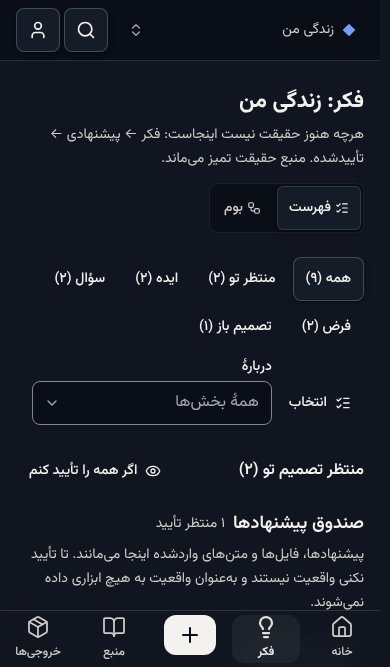 زندگی من
فکر: زندگی من
هرچه هنوز حقیقت نیست اینجاست: فکر ← پیشنهادی ←
تأییدشده. منبع حقیقت تمیز می‌ماند.
فهرست
بوم
همه (۹)
منتظر تو (۲)
ایده (۲)
سؤال (۲)
فرض (۲)
تصمیم باز (۱)
دربارهٔ
انتخاب
همهٔ بخش‌ها
منتظر تصمیم تو (۲)
اگر همه را تأیید کنم
صندوق پیشنهادها ۱ منتظر تأیید
پیشنهادها، فایل‌ها و متن‌های واردشده اینجا می‌مانند. تا تأیید
نکنی واقعیت نیستند و به‌عنوان واقعیت به هیچ ابزاری داده
نمی‌شوند.
خانه
فکر
منبع
خروجی‌ها